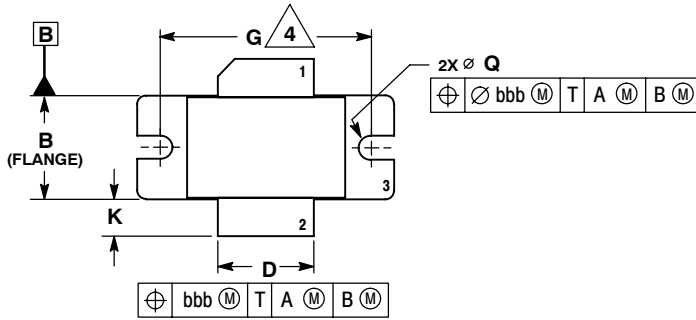 B
G 4
1
2X ⌀ Q
⌖ ⌀ bbb Ⓜ T A Ⓜ B Ⓜ
B
(FLANGE)
3
K
2
D
⌖ bbb Ⓜ T A Ⓜ B Ⓜ